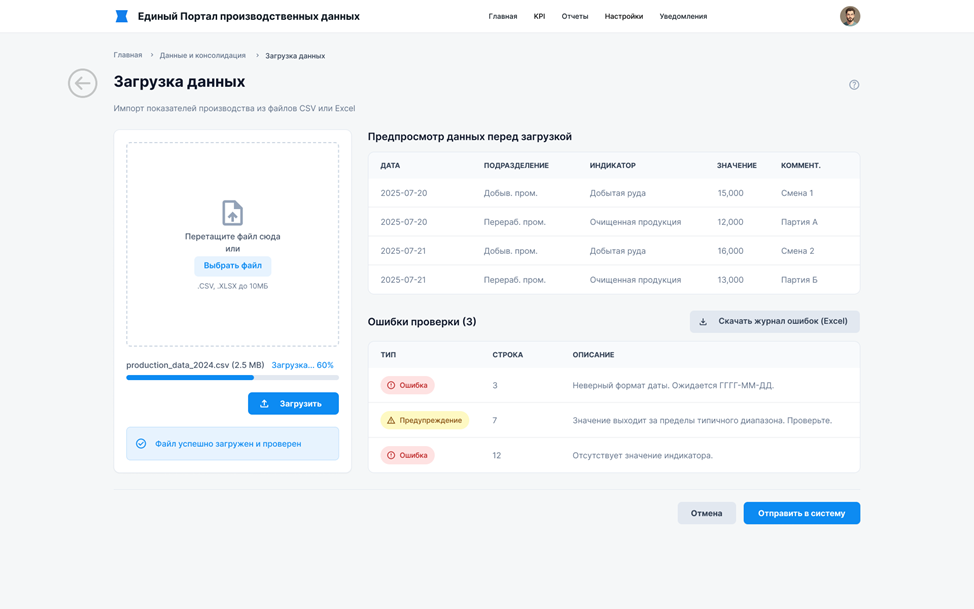 Единый Портал производственных данных
Главная KPI Отчеты Настройки Уведомления
Главная > Данные и консолидация > Загрузка данных
Загрузка данных
Импорт показателей производства из файлов CSV или Excel
Перетащите файл сюда
или
Выбрать файл
.CSV, .XLSX до 10МБ
production_data_2024.csv (2.5 MB) Загрузка... 60%
Загрузить
Файл успешно загружен и проверен
Предпросмотр данных перед загрузкой
ДАТА ПОДРАЗДЕЛЕНИЕ ИНДИКАТОР ЗНАЧЕНИЕ КОММЕНТ.
2025-07-20 Добыв. пром. Добытая руда 15,000 Смена 1
2025-07-20 Перераб. пром. Очищенная продукция 12,000 Партия А
2025-07-21 Добыв. пром. Добытая руда 16,000 Смена 2
2025-07-21 Перераб. пром. Очищенная продукция 13,000 Партия Б
Ошибки проверки (3)
Скачать журнал ошибок (Excel)
ТИП СТРОКА ОПИСАНИЕ
Ошибка 3 Неверный формат даты. Ожидается ГГГГ-ММ-ДД.
Предупреждение 7 Значение выходит за пределы типичного диапазона. Проверьте.
Ошибка 12 Отсутствует значение индикатора.
Отмена
Отправить в систему